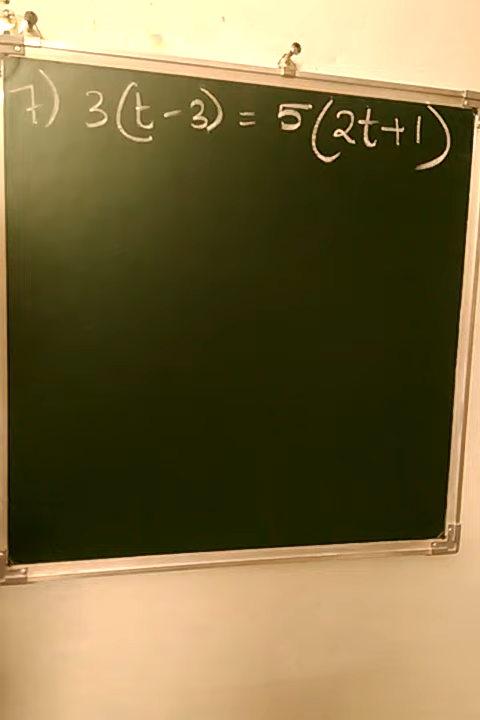 7) 3(t-3) = 5(2t+1)